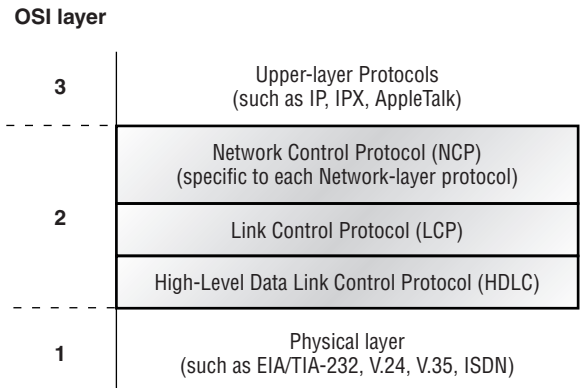 OSI layer
3
Upper-layer Protocols
(such as IP, IPX, AppleTalk)
Network Control Protocol (NCP)
(specific to each Network-layer protocol)
2
Link Control Protocol (LCP)
High-Level Data Link Control Protocol (HDLC)
1
Physical layer
(such as EIA/TIA-232, V.24, V.35, ISDN)